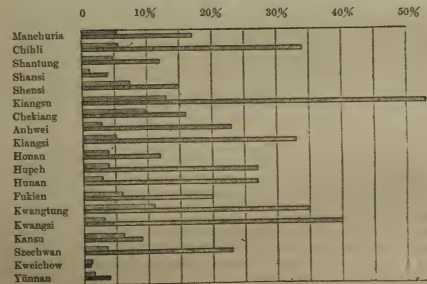 0 10% 20% 30% 40% 50%
Manchuria
Chihli
Shantung
Shansi
Shensi
Kiangsu
Chekiang
Anhwei
Kiangsi
Honan
Hupeh
Hunan
Fukien
Kwangtung
Kwangsi
Kansu
Szechwan
Kweichow
Yünnan